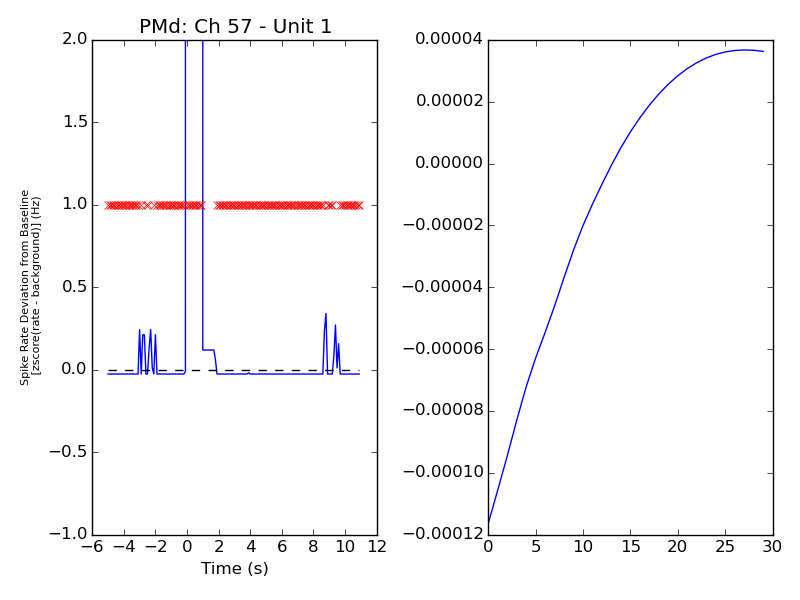 PMd: Ch 57 - Unit 1
2.0
1.5
1.0
0.5
0.0
−0.5
−1.0
Spike Rate Deviation from Baseline
[zscore(rate - background)] (Hz)
−6 −4 −2 0 2 4 6 8 10 12
Time (s)
0.00004
0.00002
0.00000
−0.00002
−0.00004
−0.00006
−0.00008
−0.00010
−0.00012
0 5 10 15 20 25 30